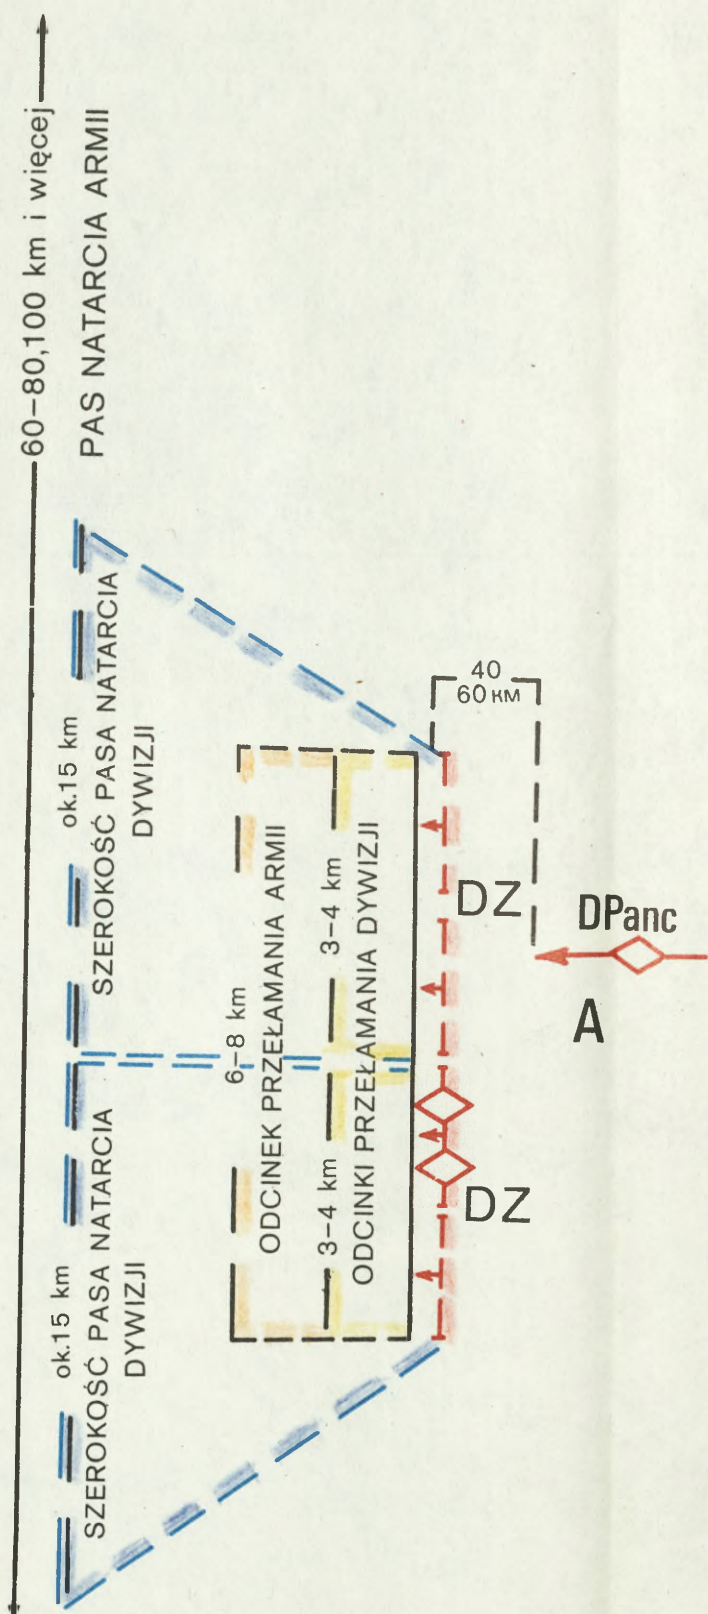 60-80,100 km i więcej
PAS NATARCIA ARMII
ok.15 km
SZEROKOŚĆ PASA NATARCIA
DYWIZJI
ok.15 km
SZEROKOŚĆ PASA NATARCIA
DYWIZJI
6-8 km
ODCINEK PRZEŁAMANIA ARMII
3-4 km
3-4 km
ODCINKI PRZEŁAMANIA DYWIZJI
DZ
DZ
40
60 км
DPanc
A